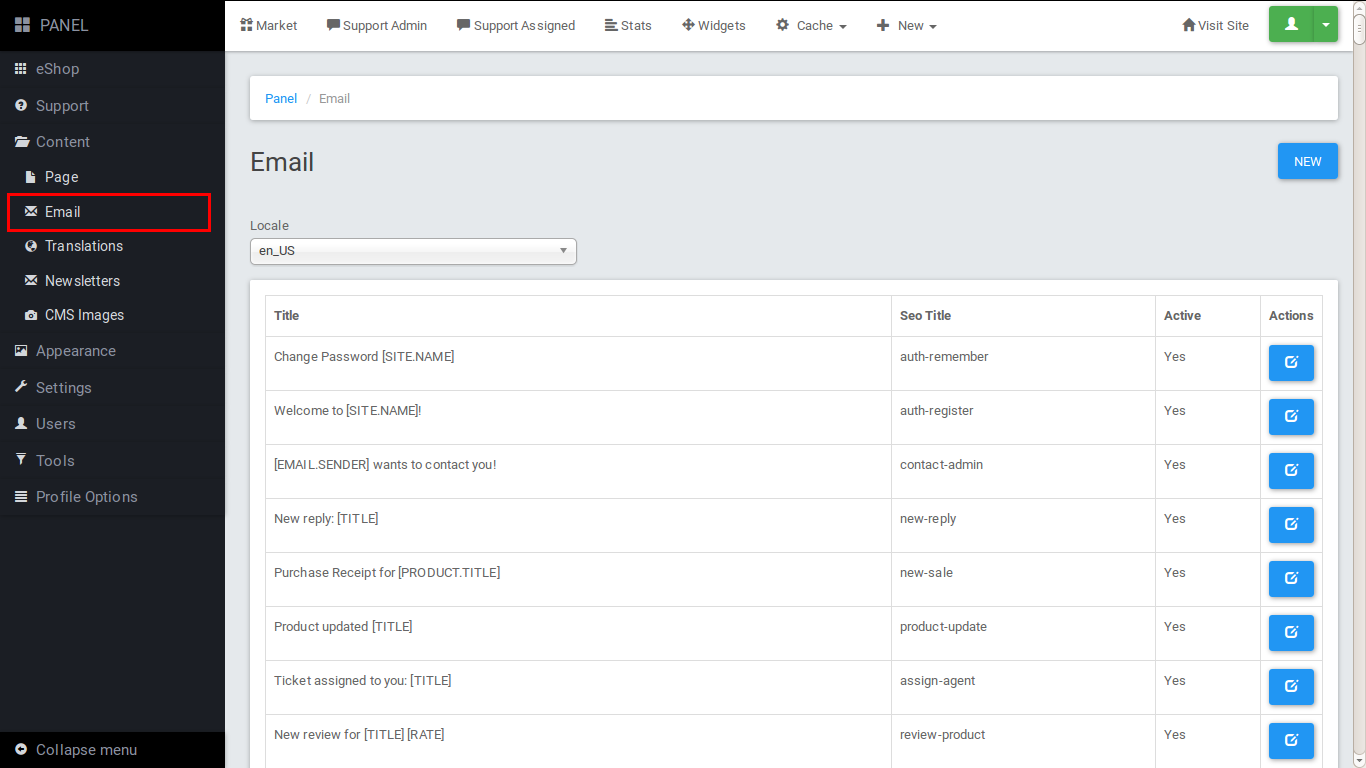 PANEL
Market Support Admin Support Assigned Stats Widgets Cache New Visit Site
eShop
Support
Content
Page
Email
Translations
Newsletters
CMS Images
Appearance
Settings
Users
Tools
Profile Options
Collapse menu
Panel / Email
Email
NEW
Locale
en_US
Title Seo Title Active Actions
Change Password [SITE.NAME] auth-remember Yes
Welcome to [SITE.NAME]! auth-register Yes
[EMAIL.SENDER] wants to contact you! contact-admin Yes
New reply: [TITLE] new-reply Yes
Purchase Receipt for [PRODUCT.TITLE] new-sale Yes
Product updated [TITLE] product-update Yes
Ticket assigned to you: [TITLE] assign-agent Yes
New review for [TITLE] [RATE] review-product Yes